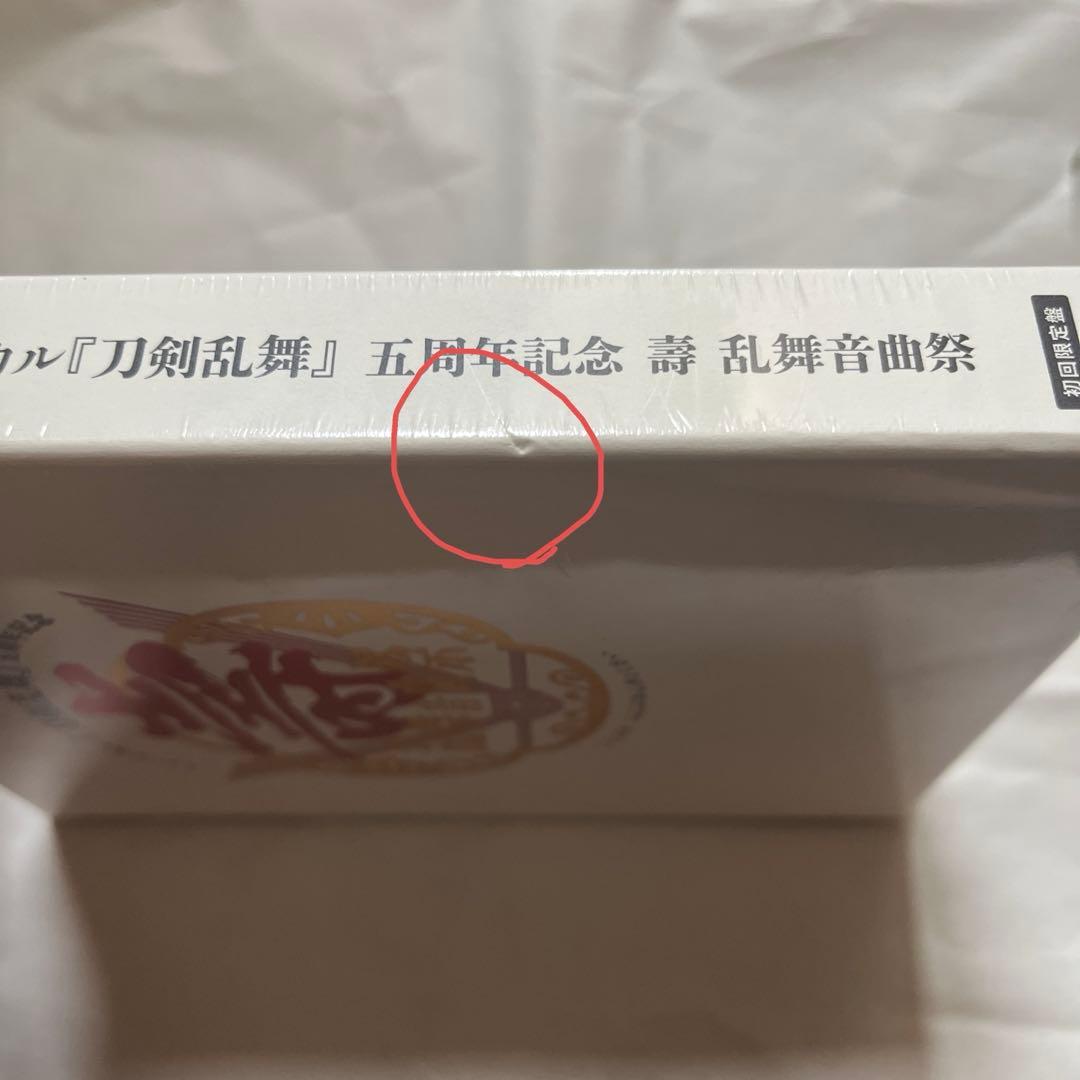 カル『刀剣乱舞』 五周年記念 壽 乱舞音曲祭
初回限定盤
壽